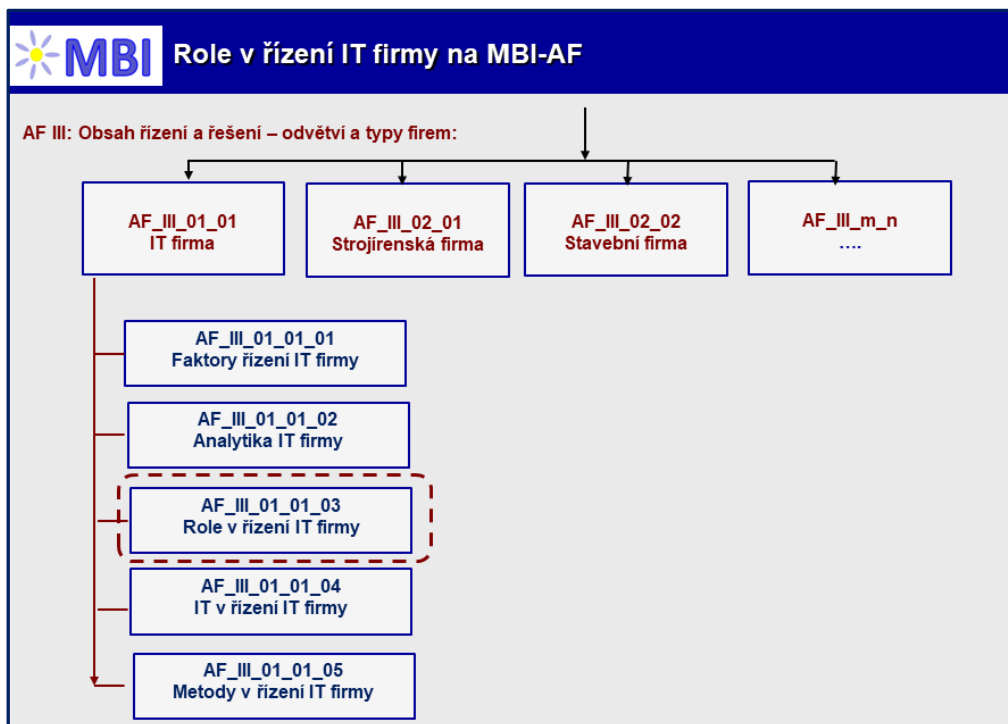 MBI
Role v řízení IT firmy na MBI-AF
AF III: Obsah řízení a řešení – odvětví a typy firem:
AF_III_01_01
IT firma
AF_III_02_01
Strojírenská firma
AF_III_02_02
Stavební firma
AF_III_m_n
....
AF_III_01_01_01
Faktory řízení IT firmy
AF_III_01_01_02
Analytika IT firmy
AF_III_01_01_03
Role v řízení IT firmy
AF_III_01_01_04
IT v řízení IT firmy
AF_III_01_01_05
Metody v řízení IT firmy